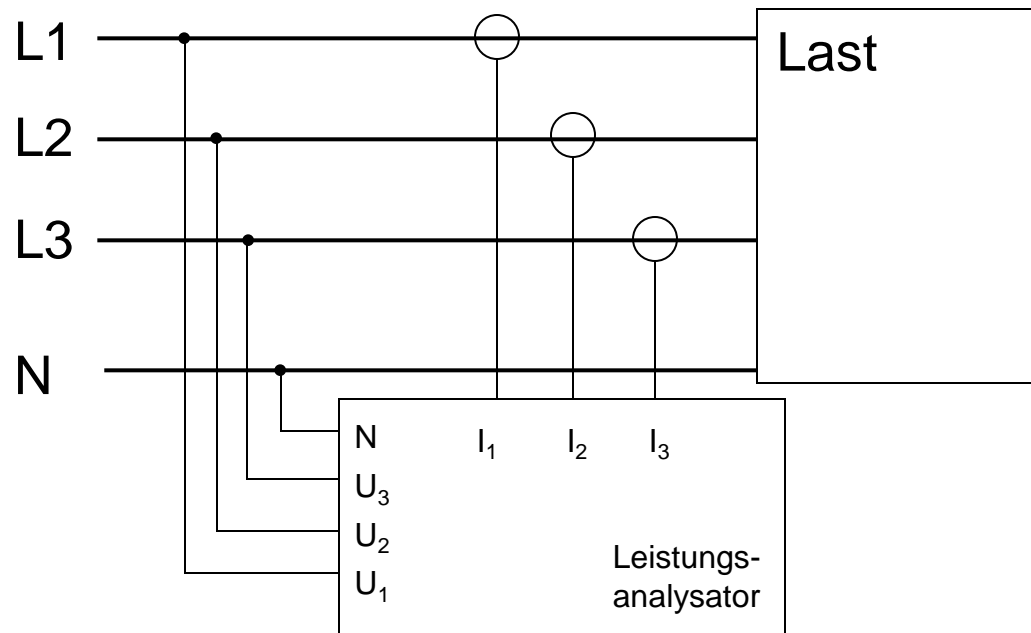 L1
Last
L2
L3
N
N I₁ I₂ I₃
U₃
U₂
U₁
Leistungs-
analysator